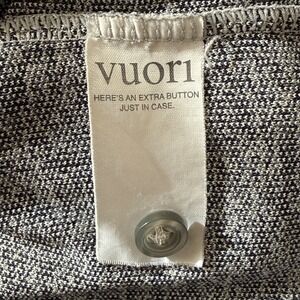 vuori
HERE'S AN EXTRA BUTTON
JUST IN CASE.